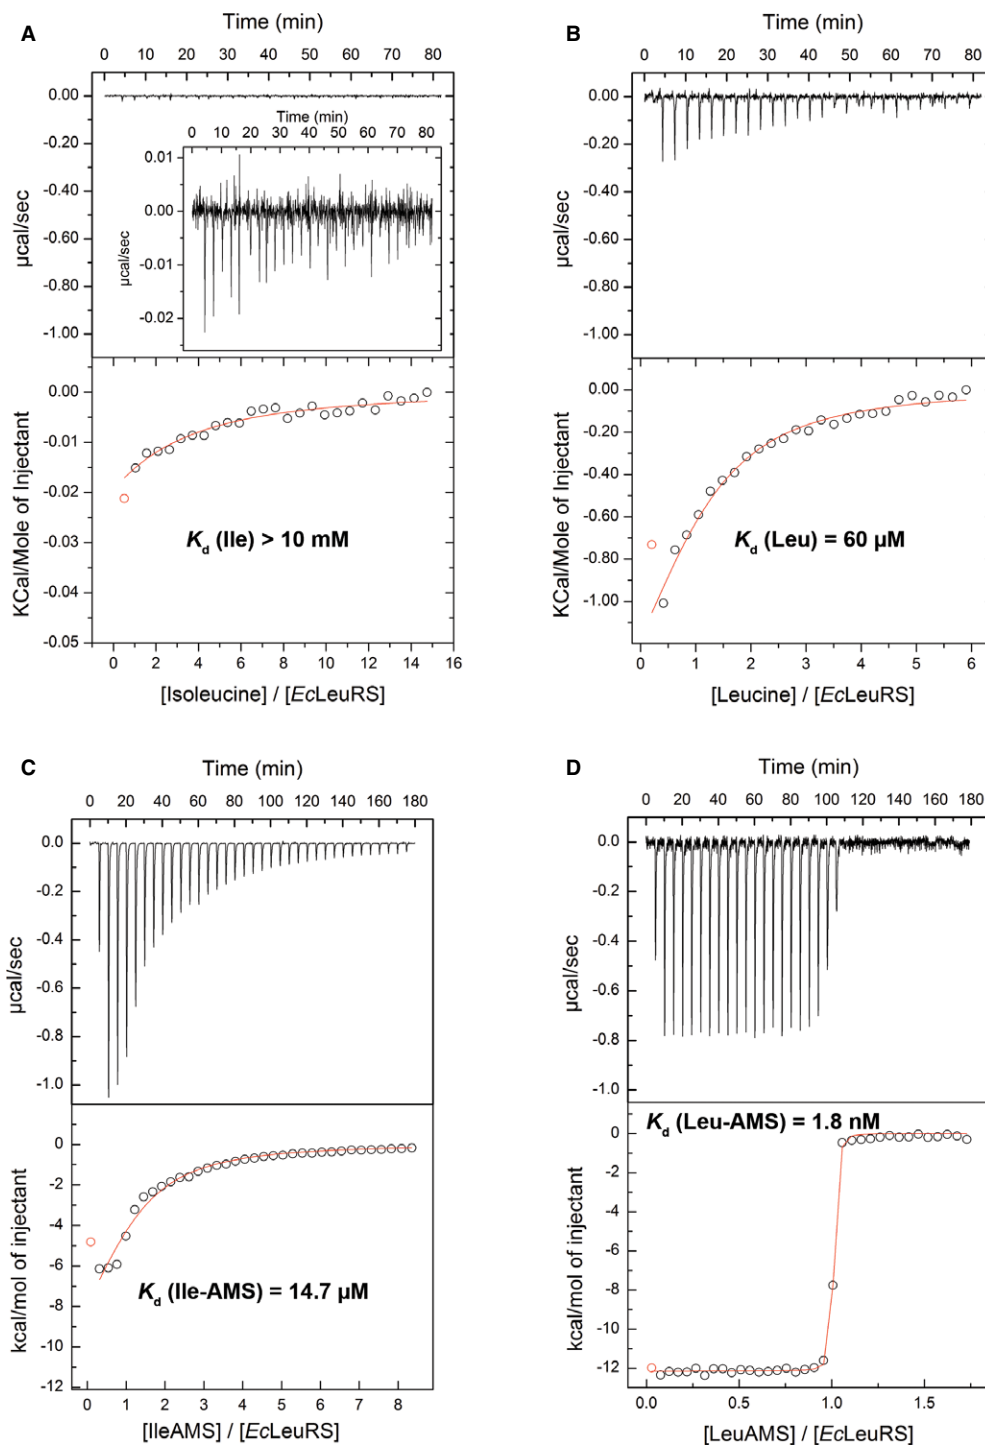 A
Time (min)
0 10 20 30 40 50 60 70 80
0.00
-0.20
-0.40
-0.60
-0.80
-1.00
µcal/sec
Time (min)
0 10 20 30 40 50 60 70 80
0.01
0.00
-0.01
-0.02
µcal/sec
0.00
-0.01
-0.02
-0.03
-0.04
-0.05
KCal/Mole of Injectant
Kd (Ile) > 10 mM
0 2 4 6 8 10 12 14 16
[Isoleucine] / [EcLeuRS]
B
Time (min)
0 10 20 30 40 50 60 70 80
0.00
-0.20
-0.40
-0.60
-0.80
-1.00
µcal/sec
0.00
-0.20
-0.40
-0.60
-0.80
-1.00
KCal/Mole of Injectant
Kd (Leu) = 60 µM
0 1 2 3 4 5 6
[Leucine] / [EcLeuRS]
C
Time (min)
0 20 40 60 80 100 120 140 160 180
0.0
-0.2
-0.4
-0.6
-0.8
-1.0
µcal/sec
0
-2
-4
-6
-8
-10
-12
kcal/mol of injectant
Kd (Ile-AMS) = 14.7 µM
0 1 2 3 4 5 6 7 8
[IleAMS] / [EcLeuRS]
D
Time (min)
0 20 40 60 80 100 120 140 160 180
0.0
-0.2
-0.4
-0.6
-0.8
-1.0
µcal/sec
Kd (Leu-AMS) = 1.8 nM
0
-2
-4
-6
-8
-10
-12
kcal/mol of injectant
0.0 0.5 1.0 1.5
[LeuAMS] / [EcLeuRS]